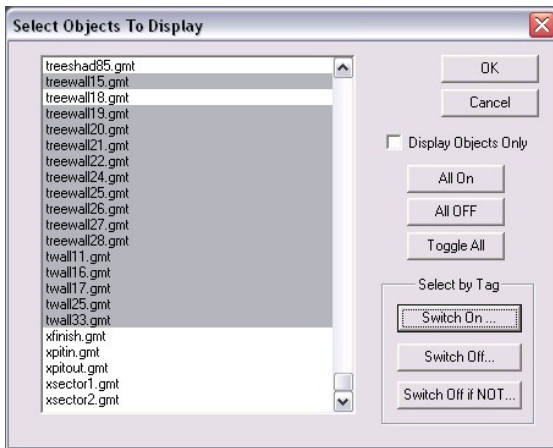 Select Objects To Display
treeshad85.gmt
treewall15.gmt
treewall18.gmt
treewall19.gmt
treewall20.gmt
treewall21.gmt
treewall22.gmt
treewall24.gmt
treewall25.gmt
treewall26.gmt
treewall27.gmt
treewall28.gmt
twall11.gmt
twall16.gmt
twall17.gmt
twall25.gmt
twall33.gmt
xfinish.gmt
xpitin.gmt
xpitout.gmt
xsector1.gmt
xsector2.gmt
OK
Cancel
Display Objects Only
All On
All OFF
Toggle All
Select by Tag
Switch On ...
Switch Off...
Switch Off if NOT...